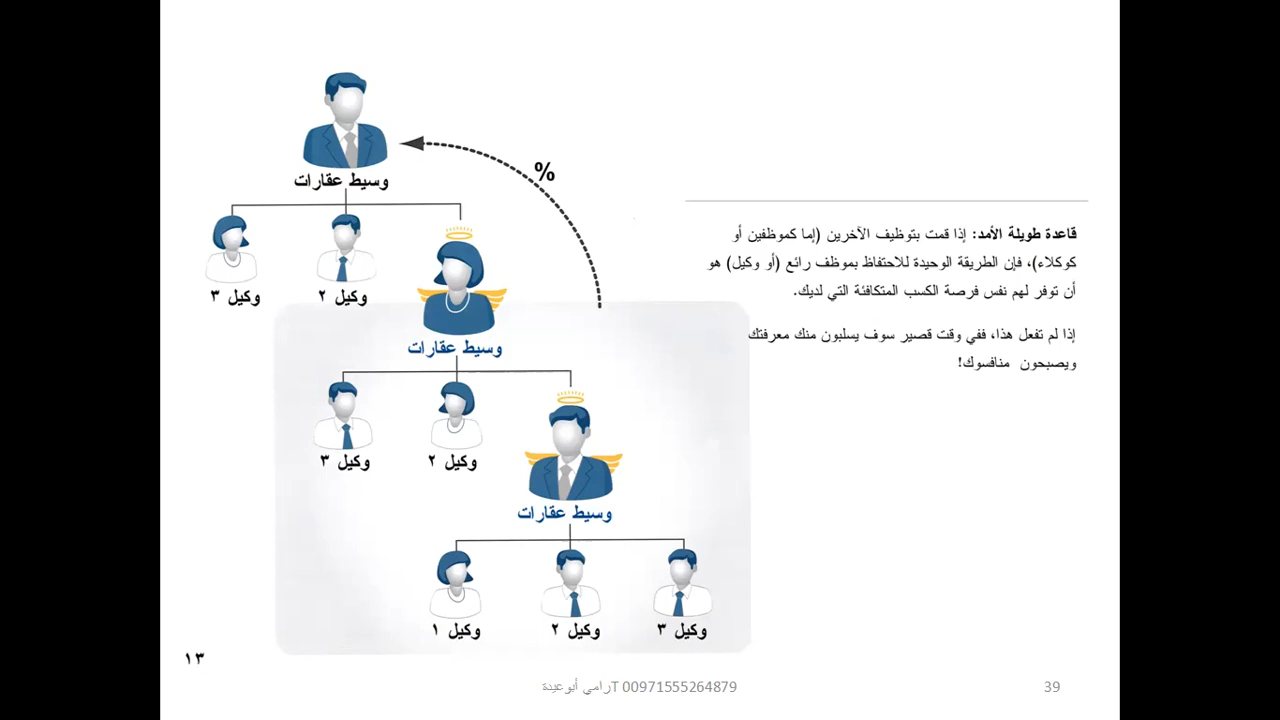 وسيط عقارات
%
وكيل ٣
وكيل ٢
وسيط عقارات
وكيل ٣
وكيل ٢
وسيط عقارات
وكيل ١
وكيل ٢
وكيل ٣
قاعدة طويلة الأمد: إذا قمت بتوظيف الآخرين (إما كموظفين أو
كوكلاء)، فإن الطريقة الوحيدة للاحتفاظ بموظف رائع (أو وكيل) هو
أن توفر لهم نفس فرصة الكسب المتكافئة التي لديك.
إذا لم تفعل هذا، ففي وقت قصير سوف يسلبون منك معرفتك
ويصبحون منافسوك!
١٣
رامي أبوعيدة T 00971555264879
39